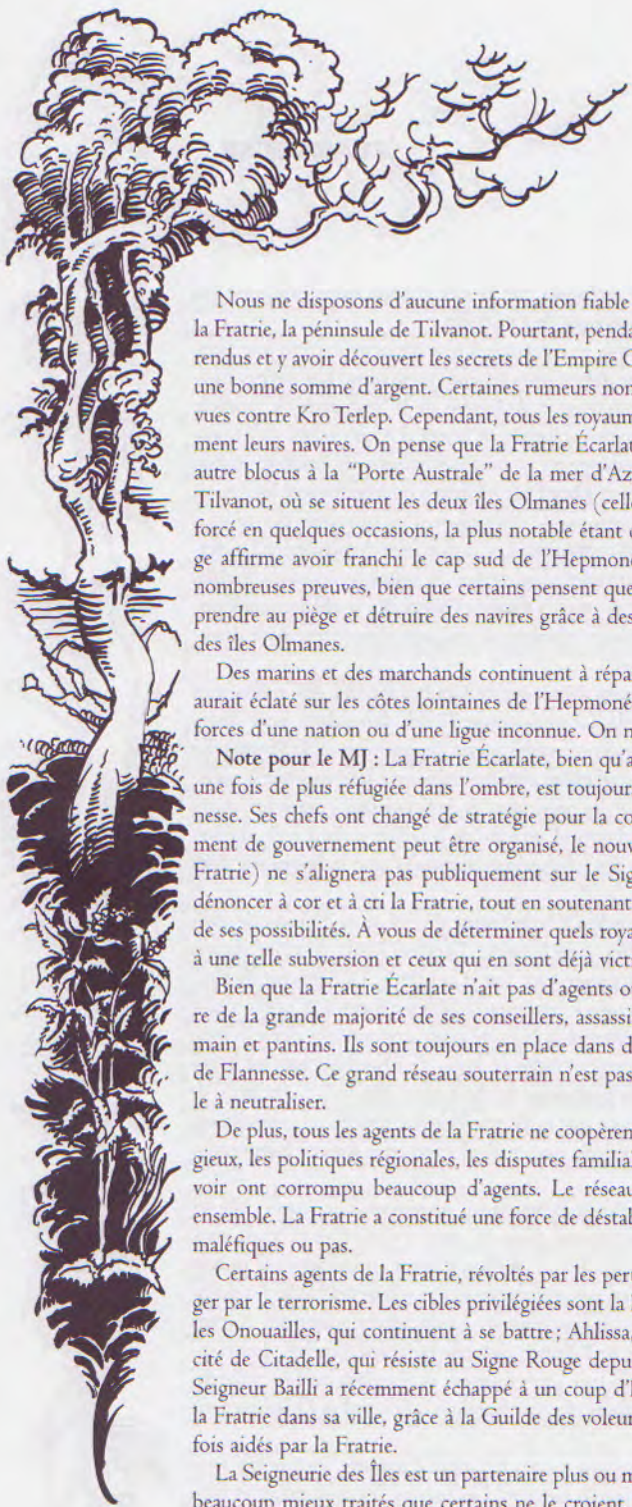 Nous ne disposons d'aucune information fiable
la Fratrie, la péninsule de Tilvanot. Pourtant, penda
rendus et y avoir découvert les secrets de l'Empire C
une bonne somme d'argent. Certaines rumeurs non
vues contre Kro Terlep. Cependant, tous les royaum
ment leurs navires. On pense que la Fratrie Écarlat
autre blocus à la "Porte Australe" de la mer d'Az
Tilvanot, où se situent les deux îles Olmanes (celle
forcé en quelques occasions, la plus notable étant
ge affirme avoir franchi le cap sud de l'Hepmon
nombreuses preuves, bien que certains pensent que
prendre au piège et détruire des navires grâce à des
des îles Olmanes.
Des marins et des marchands continuent à répa
aurait éclaté sur les côtes lointaines de l'Hepmoné
forces d'une nation ou d'une ligue inconnue. On n
Note pour le MJ : La Fratrie Écarlate, bien qu'a
une fois de plus réfugiée dans l'ombre, est toujour
nesse. Ses chefs ont changé de stratégie pour la co
ment de gouvernement peut être organisé, le nouv
Fratrie) ne s'alignera pas publiquement sur le Sig
dénoncer à cor et à cri la Fratrie, tout en soutenant
de ses possibilités. À vous de déterminer quels roya
à une telle subversion et ceux qui en sont déjà vict
Bien que la Fratrie Écarlate n'ait pas d'agents o
re de la grande majorité de ses conseillers, assassi
main et pantins. Ils sont toujours en place dans d
de Flannesse. Ce grand réseau souterrain n'est pas
le à neutraliser.
De plus, tous les agents de la Fratrie ne coopèren
gieux, les politiques régionales, les disputes familial
voir ont corrompu beaucoup d'agents. Le réseau
ensemble. La Fratrie a constitué une force de déstal
maléfiques ou pas.
Certains agents de la Fratrie, révoltés par les per
ger par le terrorisme. Les cibles privilégiées sont la
les Onouailles, qui continuent à se battre ; Ahlissa,
cité de Citadelle, qui résiste au Signe Rouge depu
Seigneur Bailli a récemment échappé à un coup d'
la Fratrie dans sa ville, grâce à la Guilde des voleur
fois aidés par la Fratrie.
La Seigneurie des Îles est un partenaire plus ou m
beaucoup mieux traités que certains ne le croient